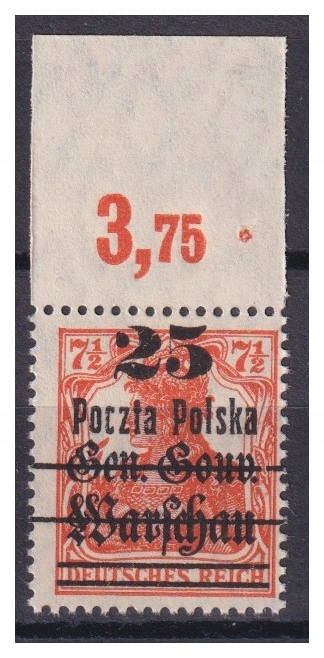 3,75
7½ 25 7½
Poczta Polska
Gen. Gouv.
Warschau
DEUTSCHES REICH